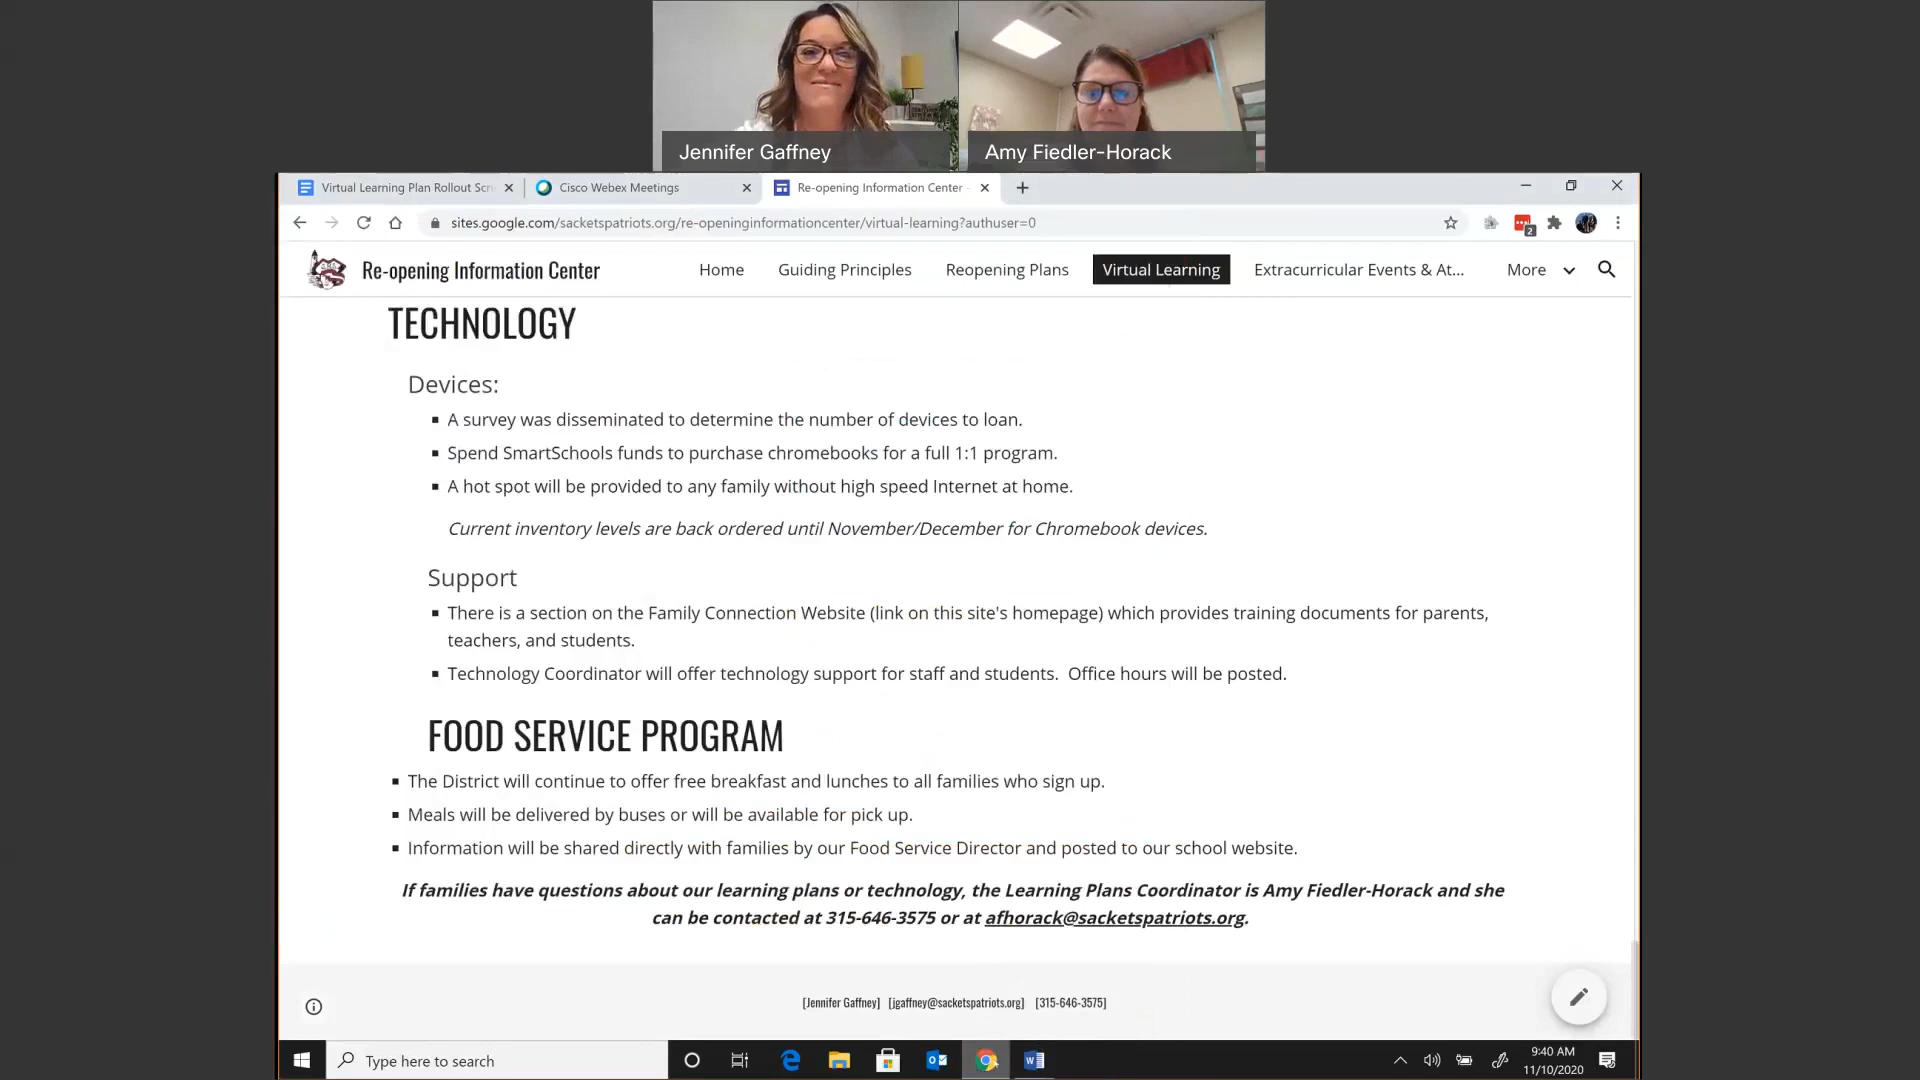 Jennifer Gaffney
Amy Fiedler-Horack
Virtual Learning Plan Rollout Scr
Cisco Webex Meetings
Re-opening Information Center -
sites.google.com/sacketspatriots.org/re-openinginformationcenter/virtual-learning?authuser=0
2
Re-opening Information Center
Home
Guiding Principles
Reopening Plans
Virtual Learning
Extracurricular Events & At...
More
TECHNOLOGY
Devices:
A survey was disseminated to determine the number of devices to loan.
Spend SmartSchools funds to purchase chromebooks for a full 1:1 program.
A hot spot will be provided to any family without high speed Internet at home.
Current inventory levels are back ordered until November/December for Chromebook devices.
Support
There is a section on the Family Connection Website (link on this site's homepage) which provides training documents for parents,
teachers, and students.
Technology Coordinator will offer technology support for staff and students. Office hours will be posted.
FOOD SERVICE PROGRAM
The District will continue to offer free breakfast and lunches to all families who sign up.
Meals will be delivered by buses or will be available for pick up.
Information will be shared directly with families by our Food Service Director and posted to our school website.
If families have questions about our learning plans or technology, the Learning Plans Coordinator is Amy Fiedler-Horack and she
can be contacted at 315-646-3575 or at afhorack@sacketspatriots.org.
[Jennifer Gaffney] [jgaffney@sacketspatriots.org] [315-646-3575]
Type here to search
9:40 AM
11/10/2020